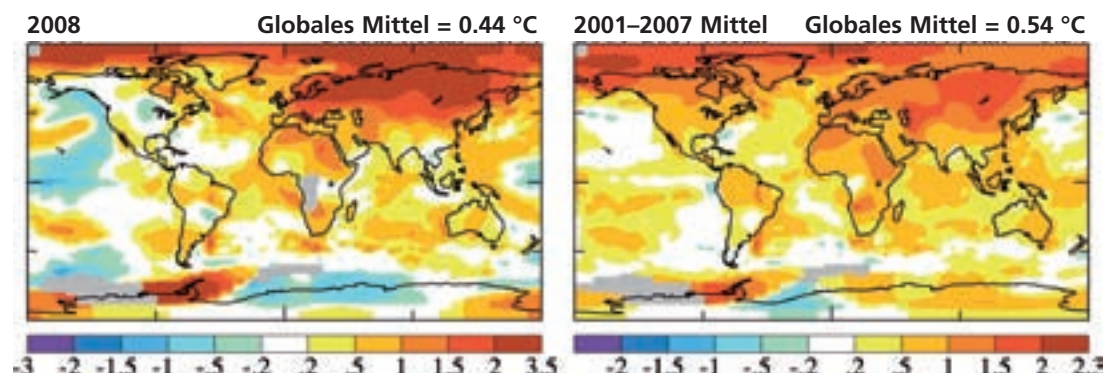 2008 Globales Mittel = 0.44 °C
2001–2007 Mittel Globales Mittel = 0.54 °C
-3 -2 -1.5 -1 -.5 -.2 .2 .5 1 1.5 2 3.5
-2 -1.5 -1 -.5 -.2 .2 .5 1 1.5 2 2.3